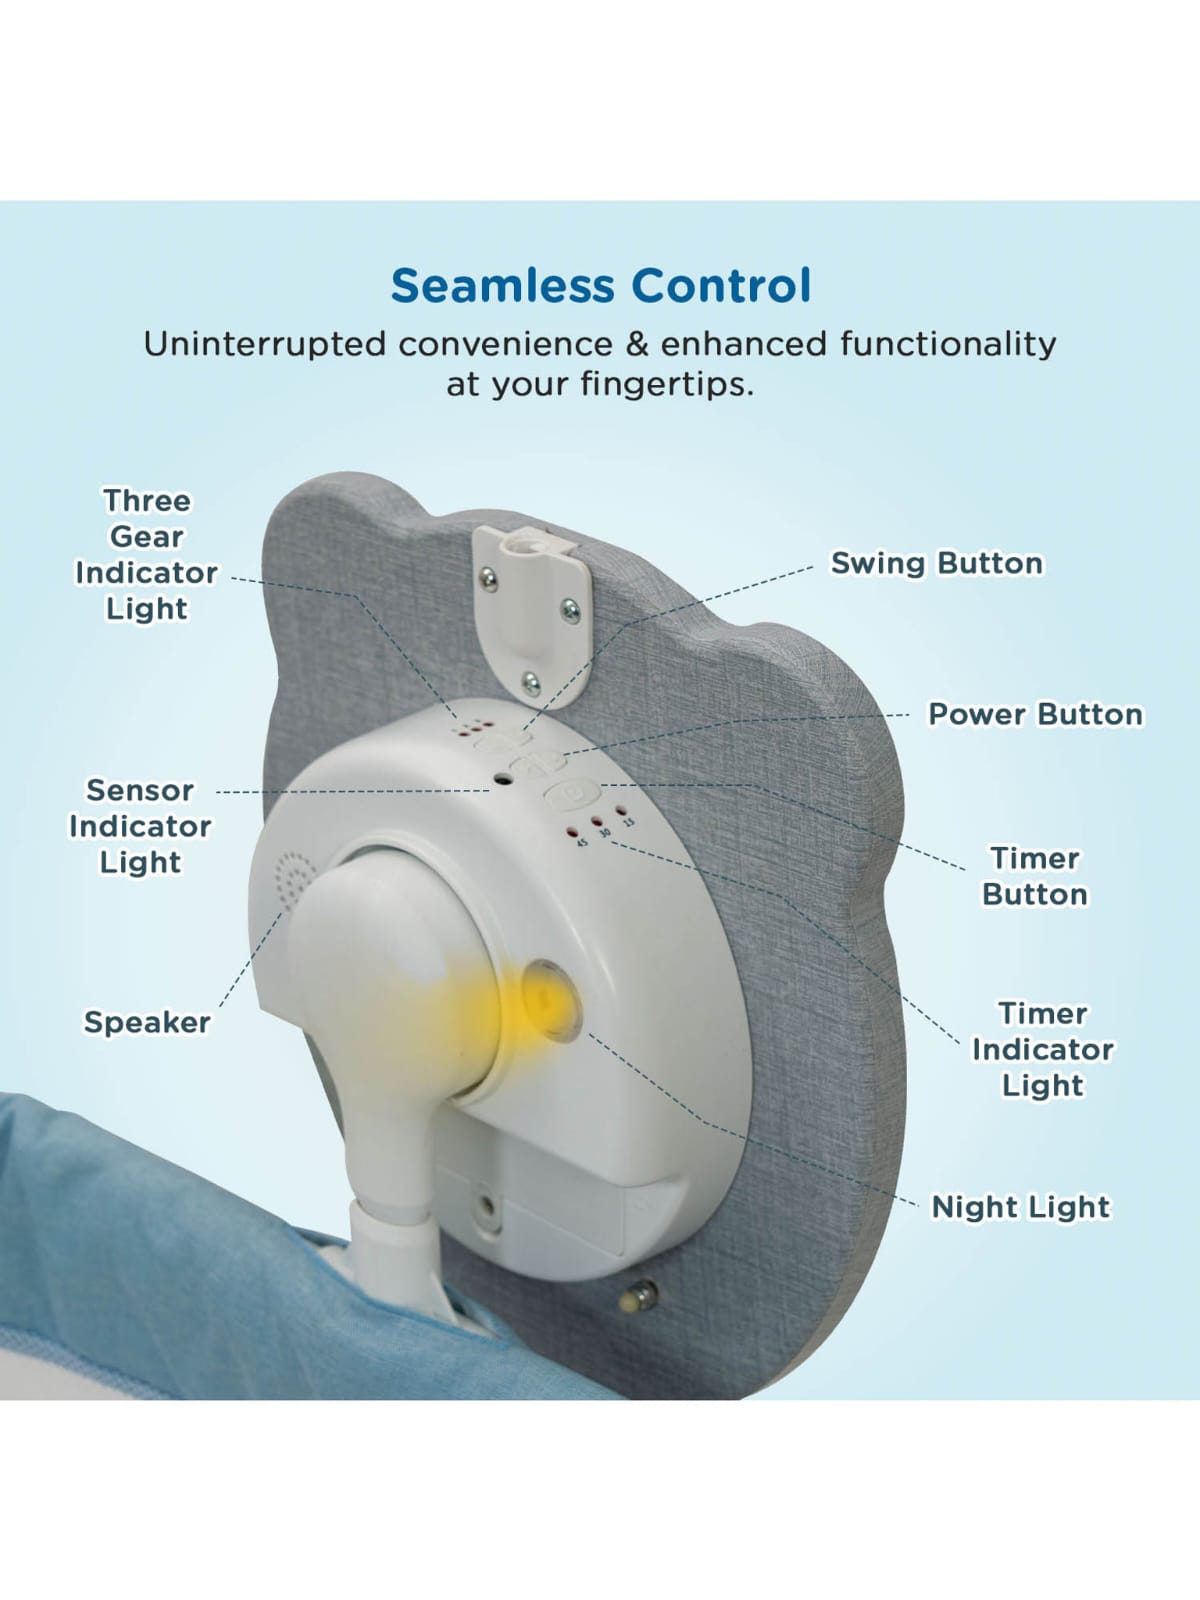 Seamless Control
Uninterrupted convenience & enhanced functionality
at your fingertips.
Three
Gear
Indicator
Light
Swing Button
Power Button
Sensor
Indicator
Light
Timer
Button
45
30
15
Speaker
Timer
Indicator
Light
Night Light